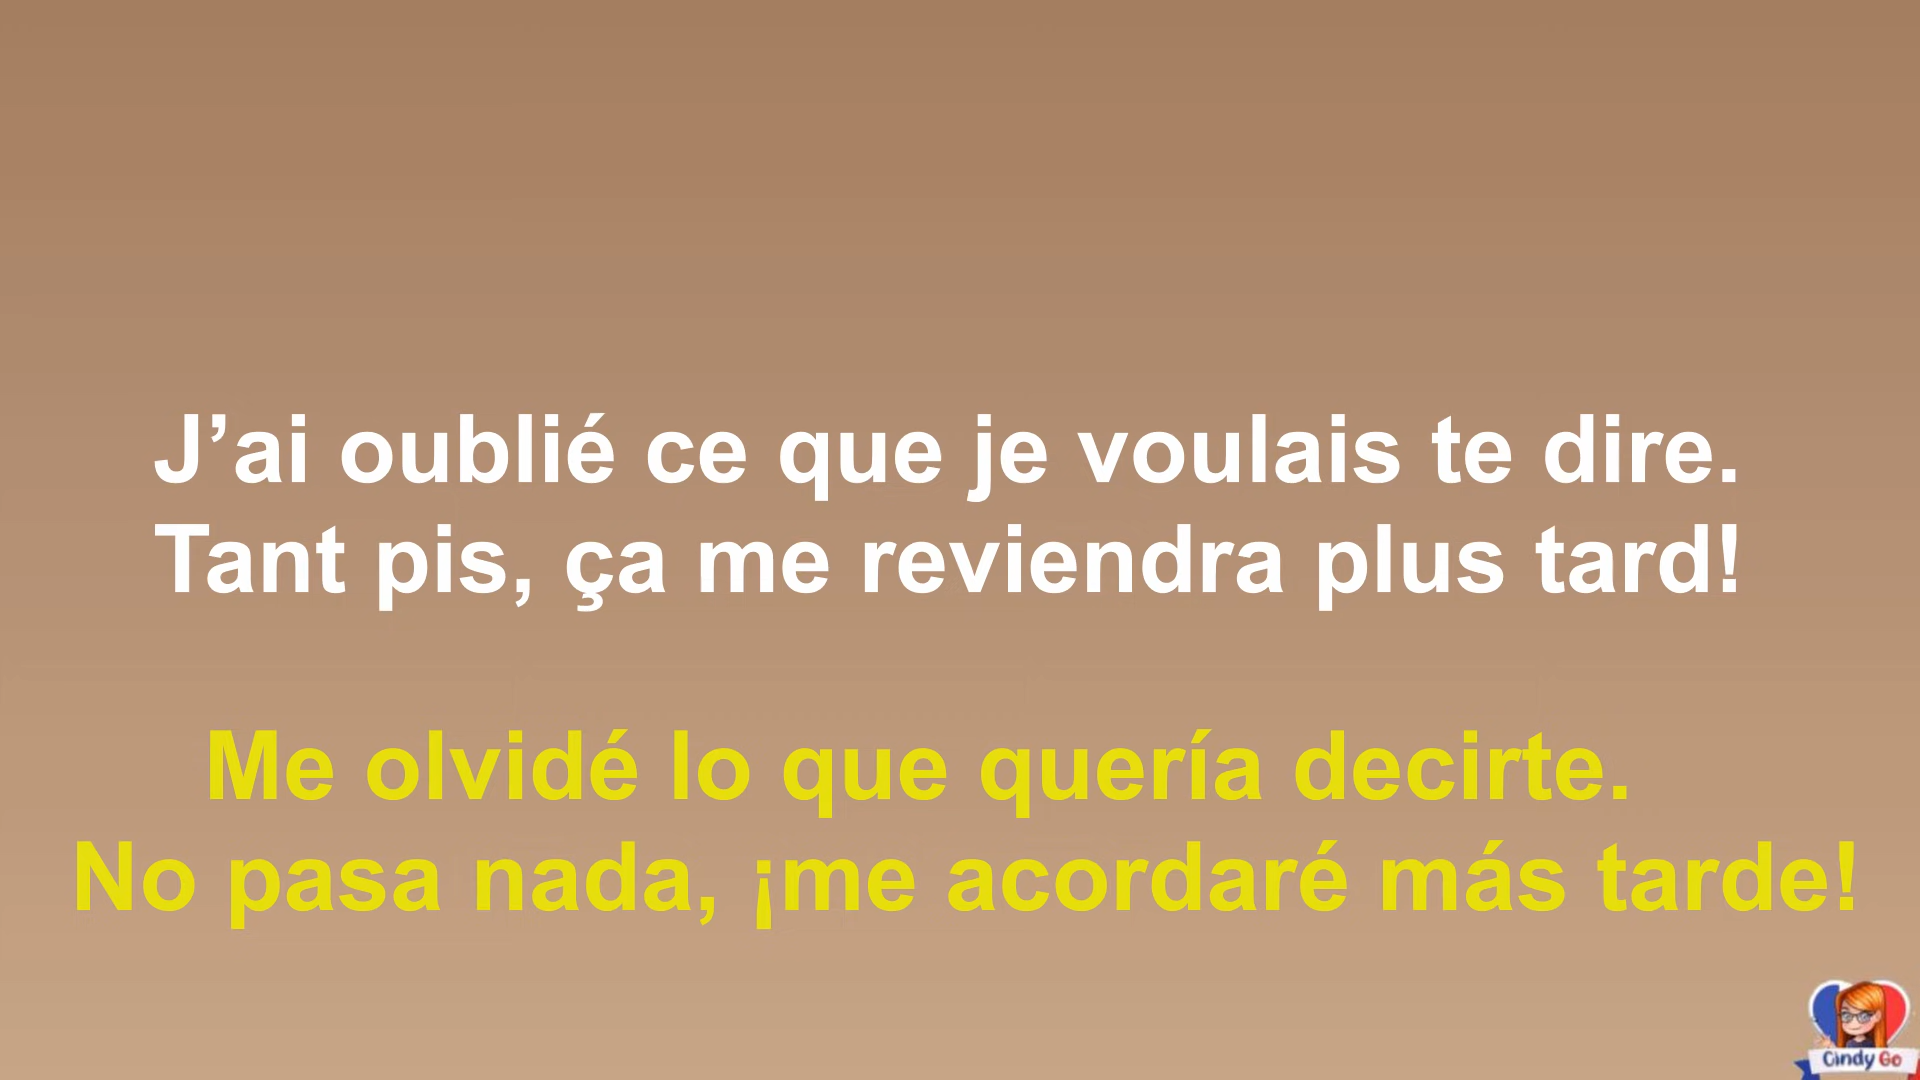 J’ai oublié ce que je voulais te dire.
Tant pis, ça me reviendra plus tard!
Me olvidé lo que quería decirte.
No pasa nada, ¡me acordaré más tarde!
Cindy Go